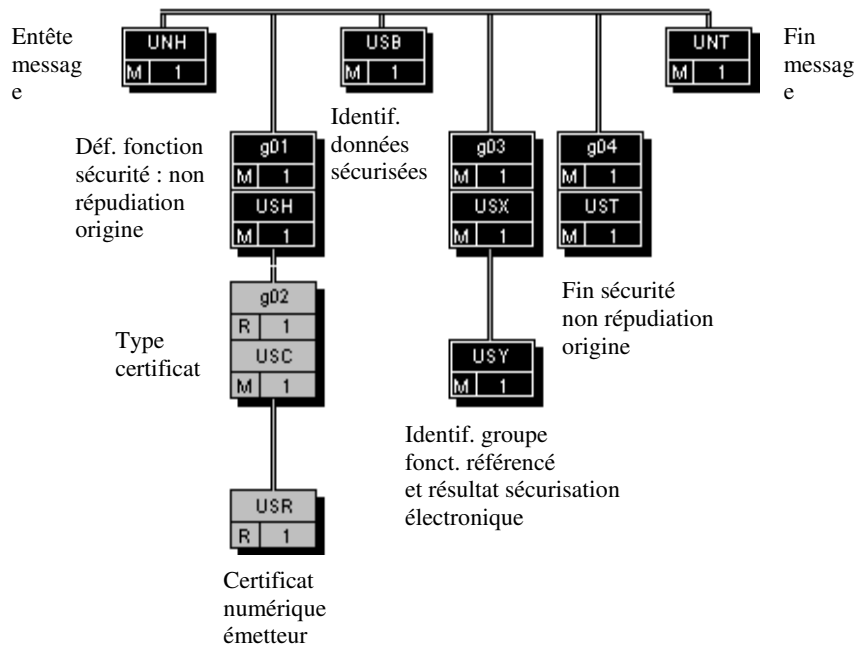 Entête
messag
e
UNH
M 1
USB
M 1
UNT
M 1
Fin
messag
e
Déf. fonction
sécurité : non
répudiation
origine
g01
M 1
USH
M 1
Identif.
données
sécurisées
g03
M 1
USX
M 1
g04
M 1
UST
M 1
Type
certificat
g02
R 1
USC
M 1
USY
M 1
Fin sécurité
non répudiation
origine
Identif. groupe
fonct. référencé
et résultat sécurisation
électronique
USR
R 1
Certificat
numérique
émetteur